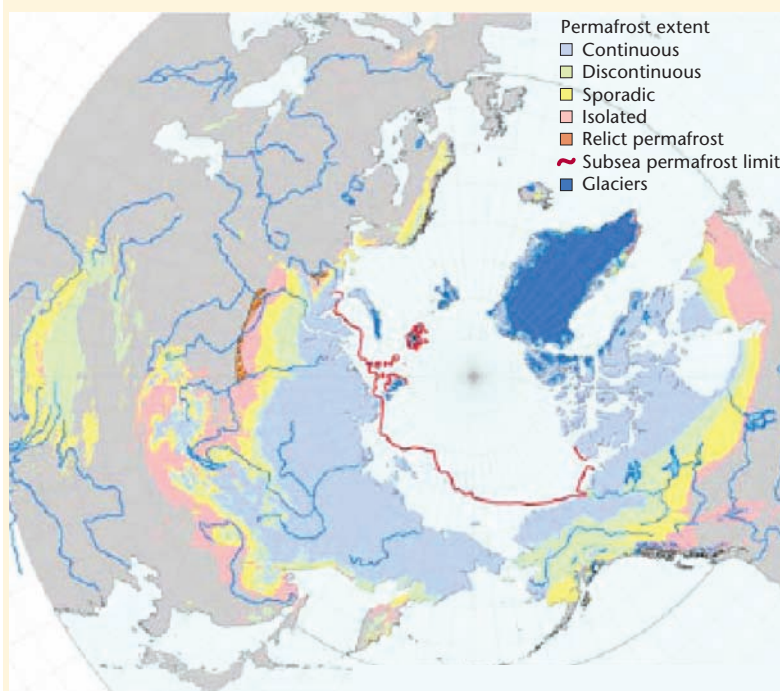 Permafrost extent
Continuous
Discontinuous
Sporadic
Isolated
Relict permafrost
Subsea permafrost limit
Glaciers